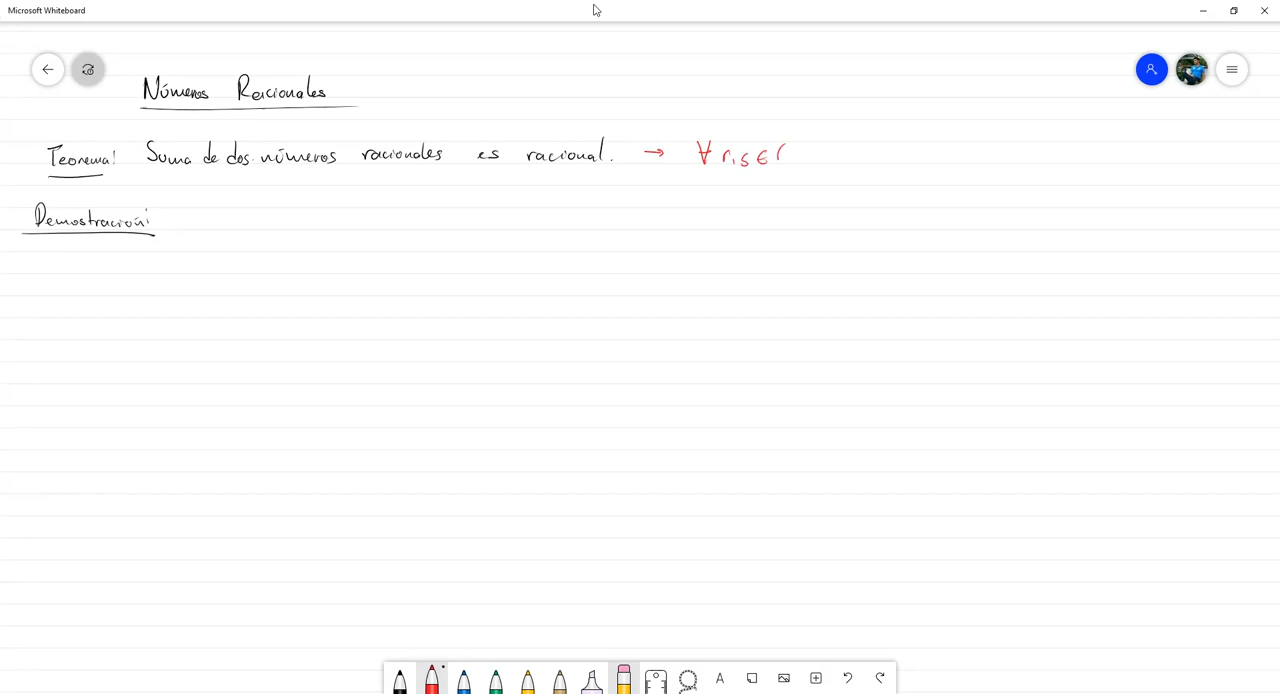 Microsoft Whiteboard
Números Racionales
Teorema: Suma de dos números racionales es racional. → ∀ r, s ∈
Demostración:
A